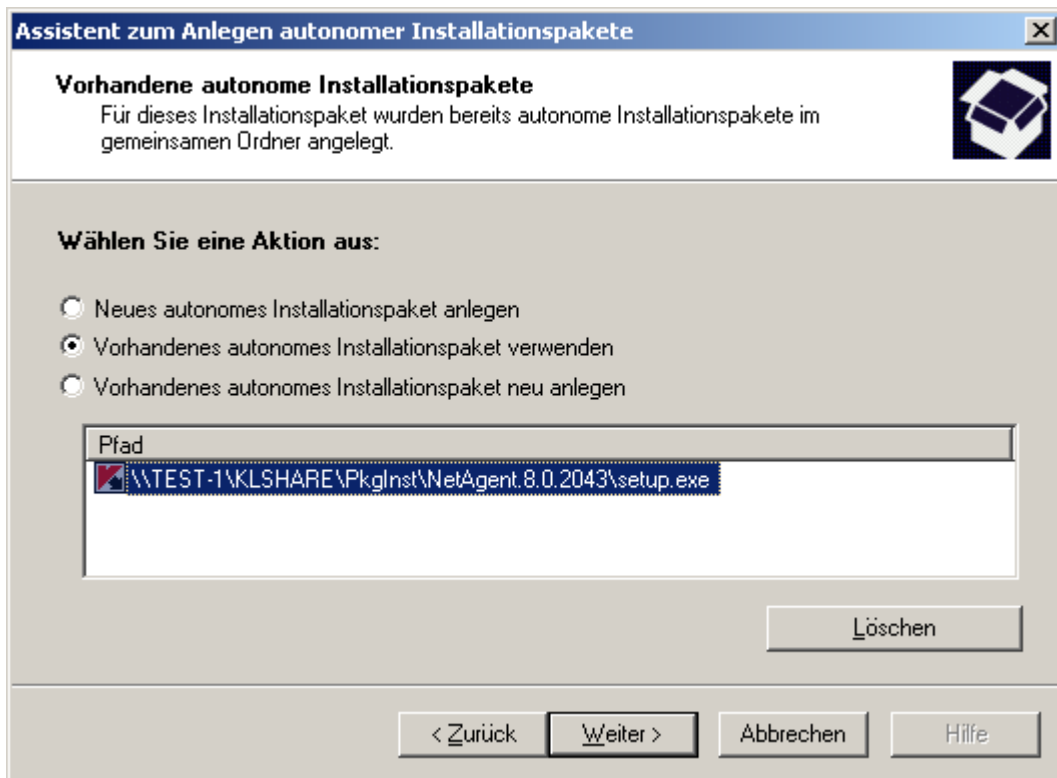 Assistent zum Anlegen autonomer Installationspakete
Vorhandene autonome Installationspakete
Für dieses Installationspaket wurden bereits autonome Installationspakete im
gemeinsamen Ordner angelegt.
Wählen Sie eine Aktion aus:
Neues autonomes Installationspaket anlegen
Vorhandenes autonomes Installationspaket verwenden
Vorhandenes autonomes Installationspaket neu anlegen
Pfad
\\TEST-1\KLSHARE\PkgInst\NetAgent.8.0.2043\setup.exe
Löschen
< Zurück Weiter > Abbrechen Hilfe